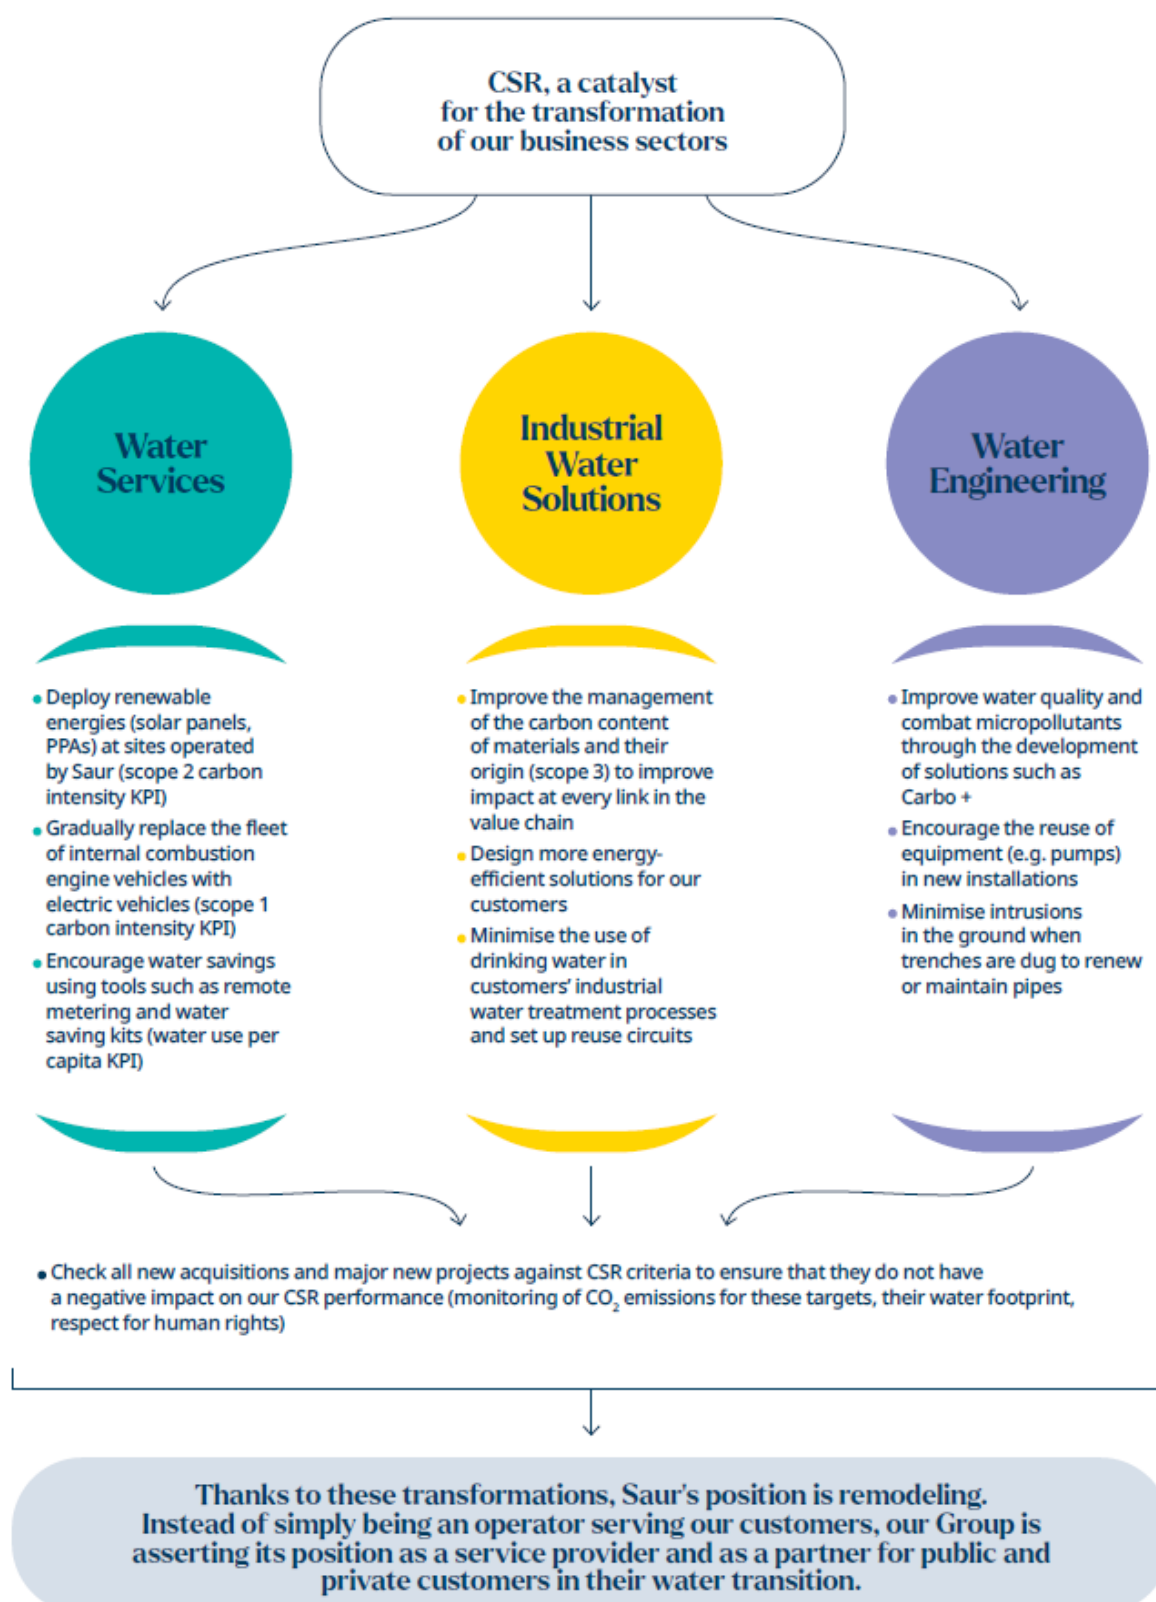 CSR, a catalyst
for the transformation
of our business sectors
Water
Services
Industrial
Water
Solutions
Water
Engineering
• Deploy renewable
energies (solar panels,
PPAs) at sites operated
by Saur (scope 2 carbon
intensity KPI)
• Gradually replace the fleet
of internal combustion
engine vehicles with
electric vehicles (scope 1
carbon intensity KPI)
• Encourage water savings
using tools such as remote
metering and water
saving kits (water use per
capita KPI)
• Improve the management
of the carbon content
of materials and their
origin (scope 3) to improve
impact at every link in the
value chain
• Design more energy-
efficient solutions for our
customers
• Minimise the use of
drinking water in
customers’ industrial
water treatment processes
and set up reuse circuits
• Improve water quality and
combat micropollutants
through the development
of solutions such as
Carbo +
• Encourage the reuse of
equipment (e.g. pumps)
in new installations
• Minimise intrusions
in the ground when
trenches are dug to renew
or maintain pipes
• Check all new acquisitions and major new projects against CSR criteria to ensure that they do not have
a negative impact on our CSR performance (monitoring of CO₂ emissions for these targets, their water footprint,
respect for human rights)
Thanks to these transformations, Saur's position is remodeling.
Instead of simply being an operator serving our customers, our Group is
asserting its position as a service provider and as a partner for public and
private customers in their water transition.